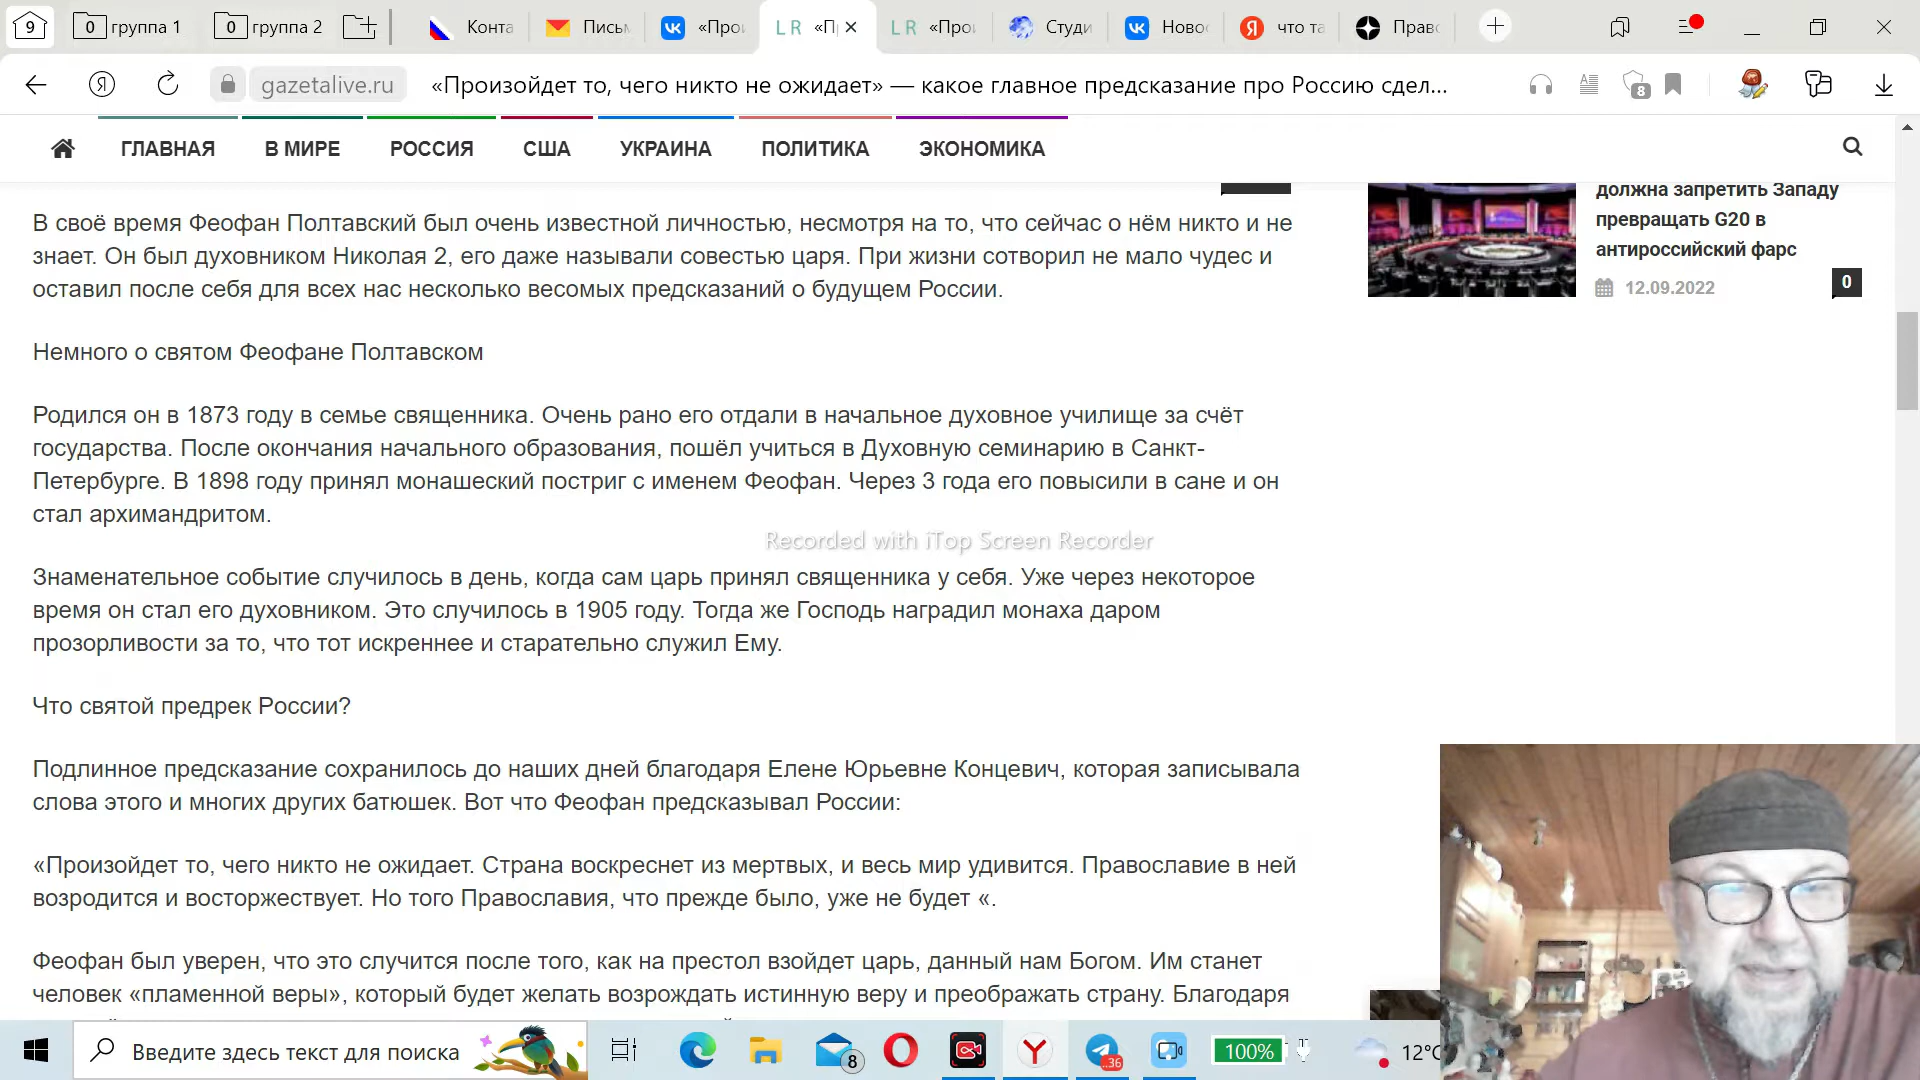 9
0 группа 1
0 группа 2
Конта
Письм
«Прои
LR «П
LR «Прои
Студи
Новос
что та
Правс
Я
gazetalive.ru
«Произойдет то, чего никто не ожидает» — какое главное предсказание про Россию сдел...
8
ГЛАВНАЯ
В МИРЕ
РОССИЯ
США
УКРАИНА
ПОЛИТИКА
ЭКОНОМИКА
В своё время Феофан Полтавский был очень известной личностью, несмотря на то, что сейчас о нём никто и не
знает. Он был духовником Николая 2, его даже называли совестью царя. При жизни сотворил не мало чудес и
оставил после себя для всех нас несколько весомых предсказаний о будущем России.
Немного о святом Феофане Полтавском
Родился он в 1873 году в семье священника. Очень рано его отдали в начальное духовное училище за счёт
государства. После окончания начального образования, пошёл учиться в Духовную семинарию в Санкт-
Петербурге. В 1898 году принял монашеский постриг с именем Феофан. Через 3 года его повысили в сане и он
стал архимандритом.
Recorded with iTop Screen Recorder
Знаменательное событие случилось в день, когда сам царь принял священника у себя. Уже через некоторое
время он стал его духовником. Это случилось в 1905 году. Тогда же Господь наградил монаха даром
прозорливости за то, что тот искреннее и старательно служил Ему.
Что святой предрек России?
Подлинное предсказание сохранилось до наших дней благодаря Елене Юрьевне Концевич, которая записывала
слова этого и многих других батюшек. Вот что Феофан предсказывал России:
«Произойдет то, чего никто не ожидает. Страна воскреснет из мертвых, и весь мир удивится. Православие в ней
возродится и восторжествует. Но того Православия, что прежде было, уже не будет «.
Феофан был уверен, что это случится после того, как на престол взойдет царь, данный нам Богом. Им станет
человек «пламенной веры», который будет желать возрождать истинную веру и преображать страну. Благодаря
должна запретить Западу
превращать G20 в
антироссийский фарс
12.09.2022
0
Введите здесь текст для поиска
8
36
100%
12°C